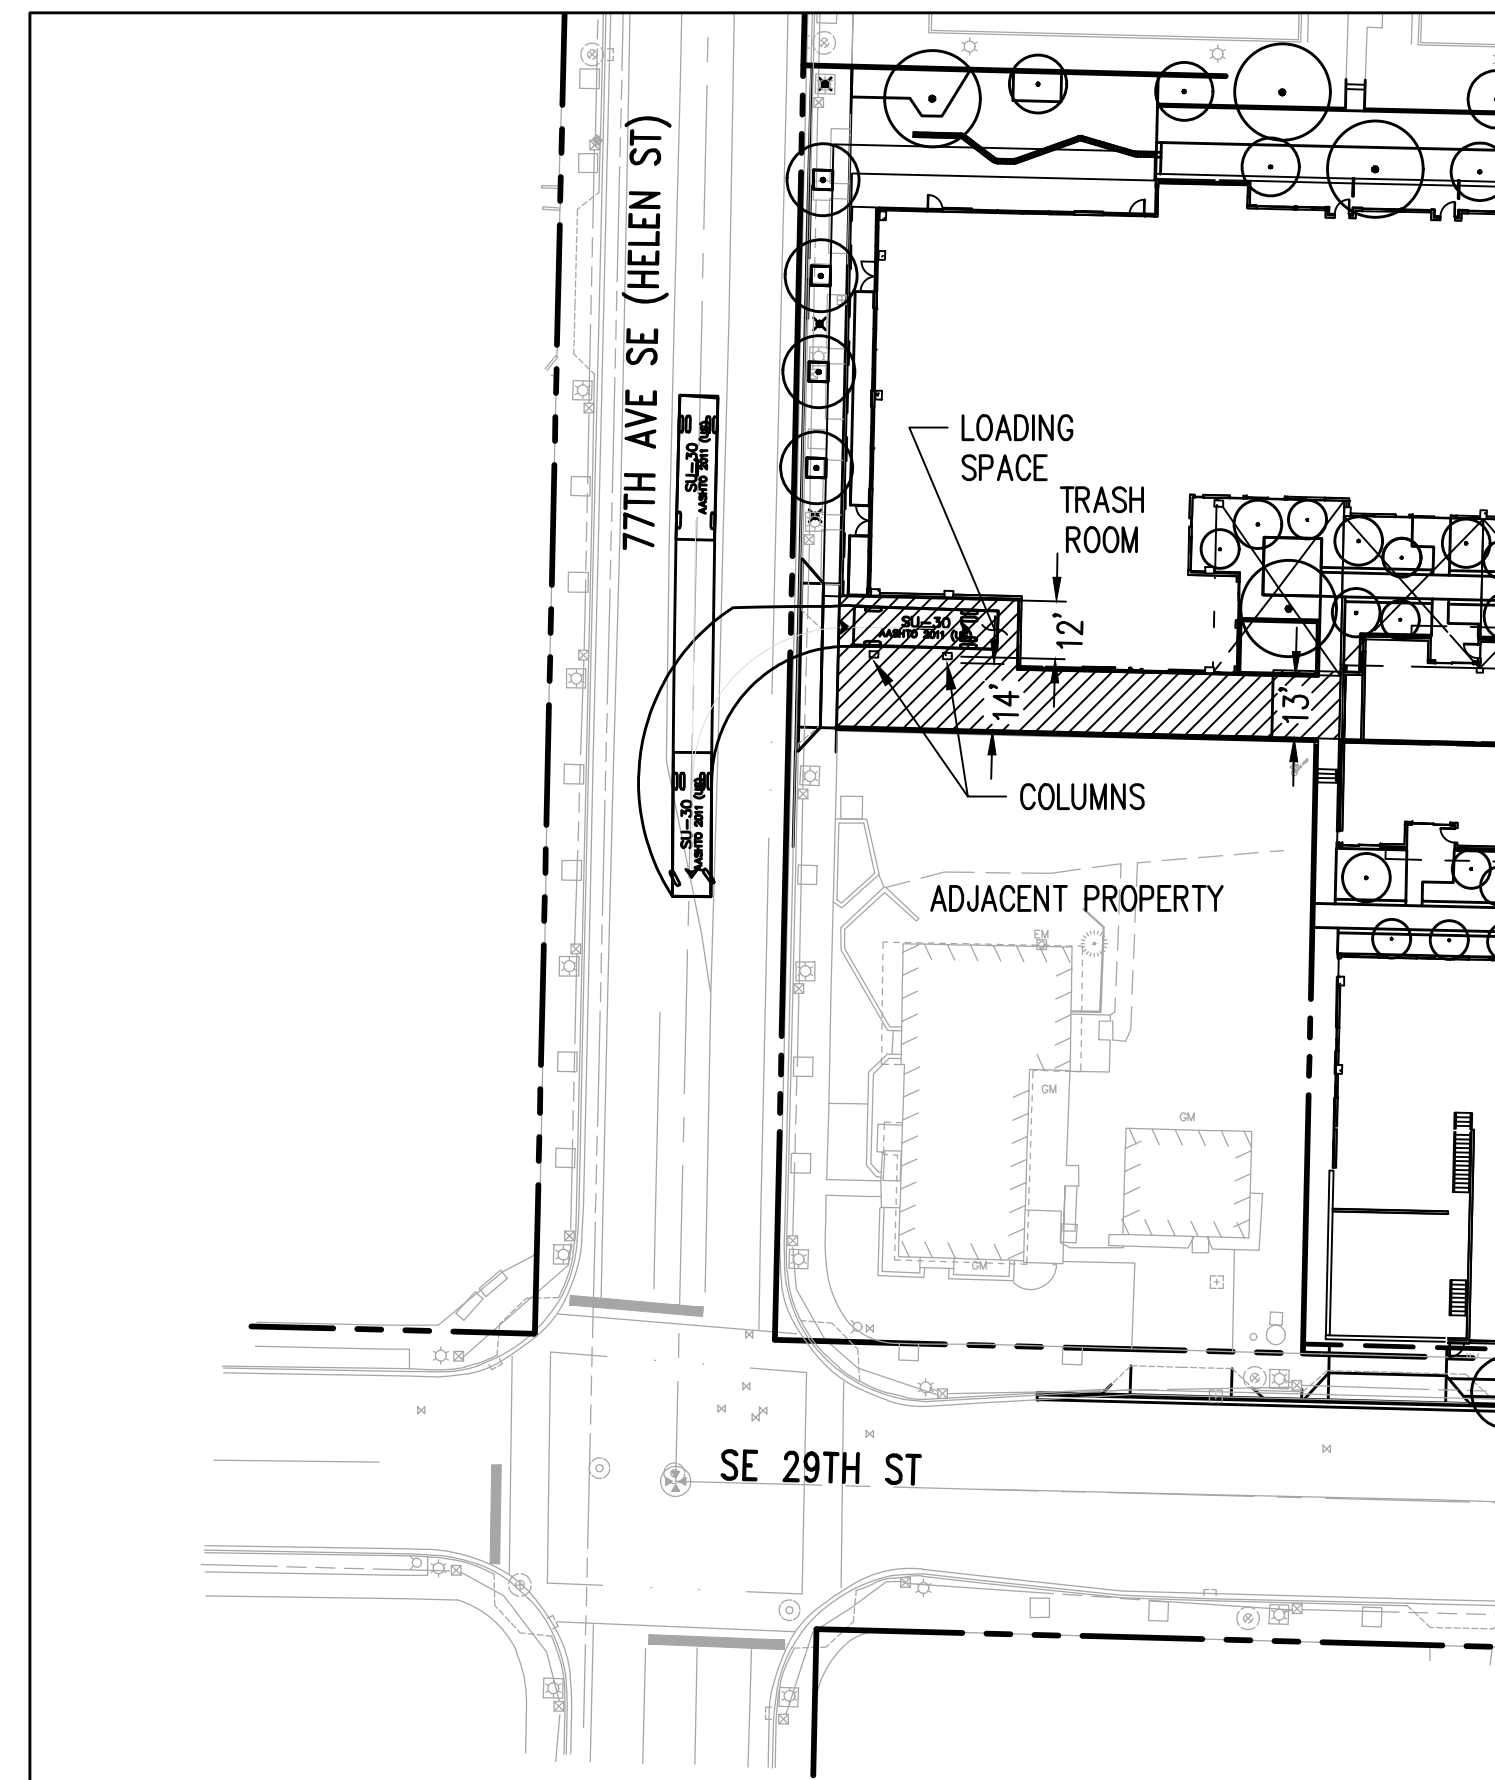 77TH AVE SE (HELEN ST)
SU-30
AASHTO 2011 (US)
LOADING
SPACE
TRASH
ROOM
SU-30
AASHTO 2011 (US)
12'
14'
13'
SU-30
AASHTO 2011 (US)
COLUMNS
ADJACENT PROPERTY
EM
GM
GM
GM
SE 29TH ST